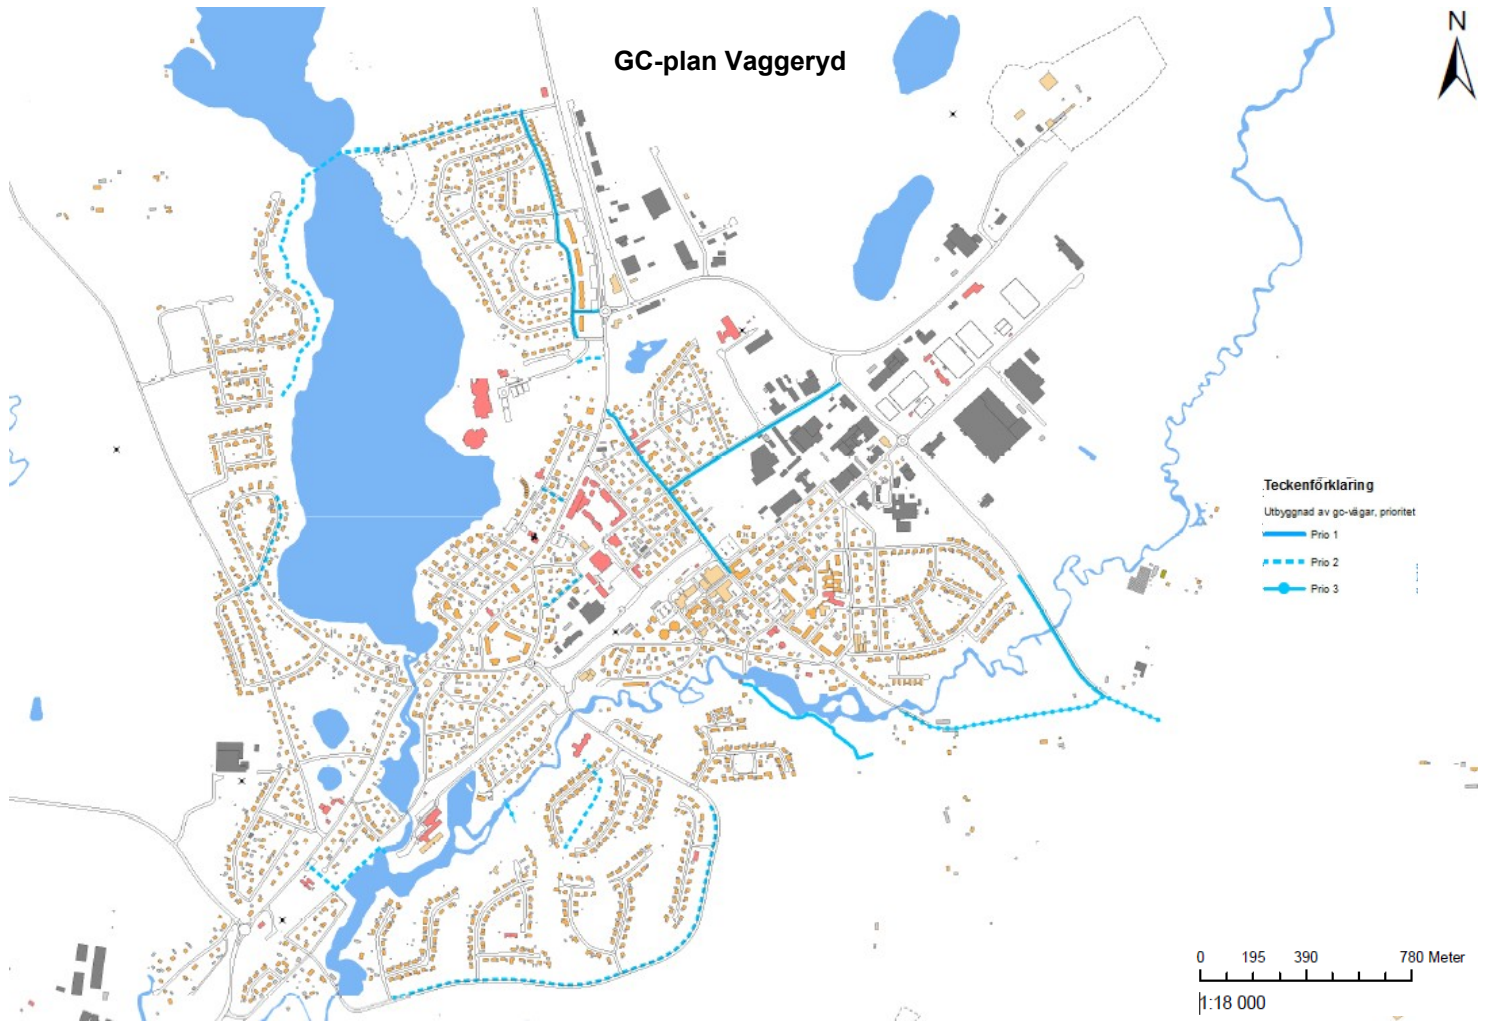 GC-plan Vaggeryd
N
Teckenförklaring
Utbyggnad av gc-vägar, prioritet
Prio 1
Prio 2
Prio 3
0 195 390 780 Meter
1:18 000